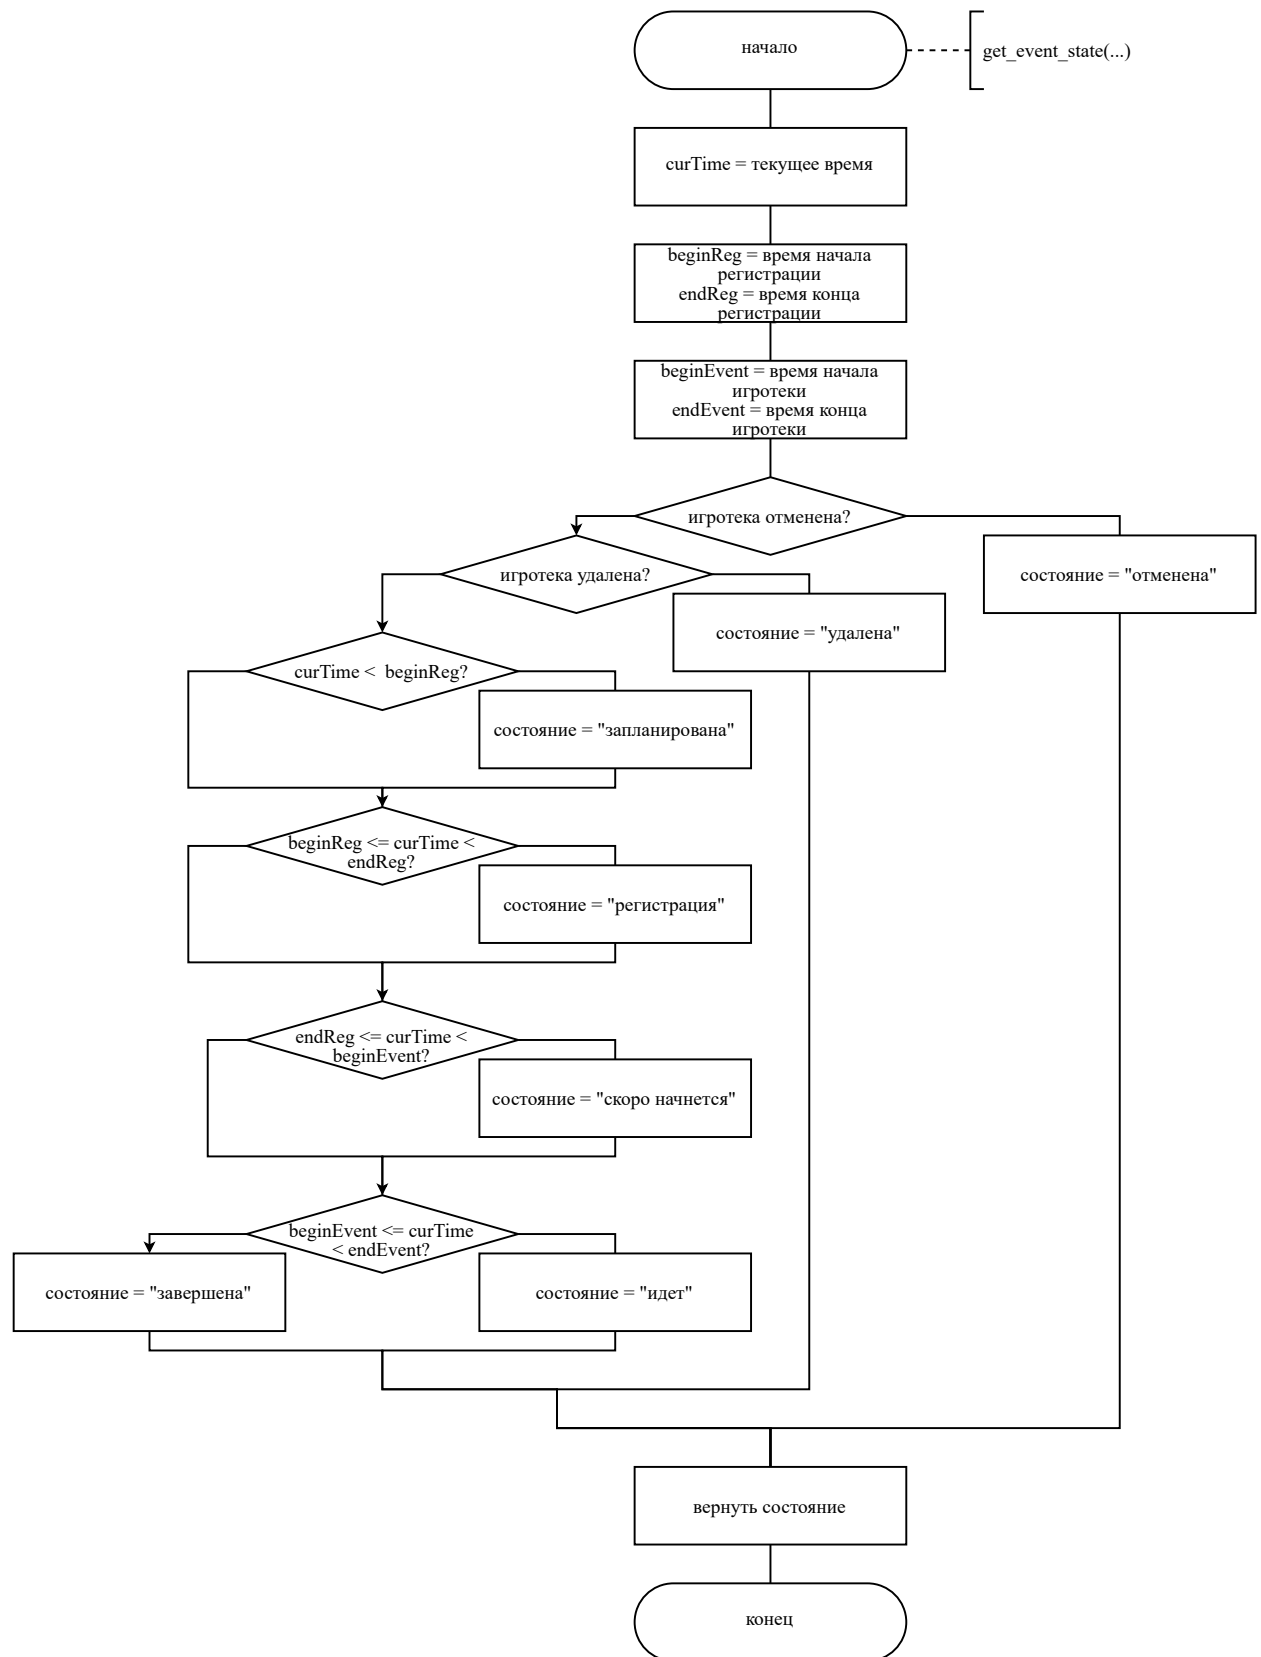 начало
get_event_state(...)
curTime = текущее время
beginReg = время начала
регистрации
endReg = время конца
регистрации
beginEvent = время начала
игротеки
endEvent = время конца
игротеки
игротека отменена?
игротека удалена?
состояние = "отменена"
состояние = "удалена"
curTime <  beginReg?
состояние = "запланирована"
beginReg <= curTime <
endReg?
состояние = "регистрация"
endReg <= curTime <
beginEvent?
состояние = "скоро начнется"
beginEvent <= curTime
< endEvent?
состояние = "завершена"
состояние = "идет"
вернуть состояние
конец